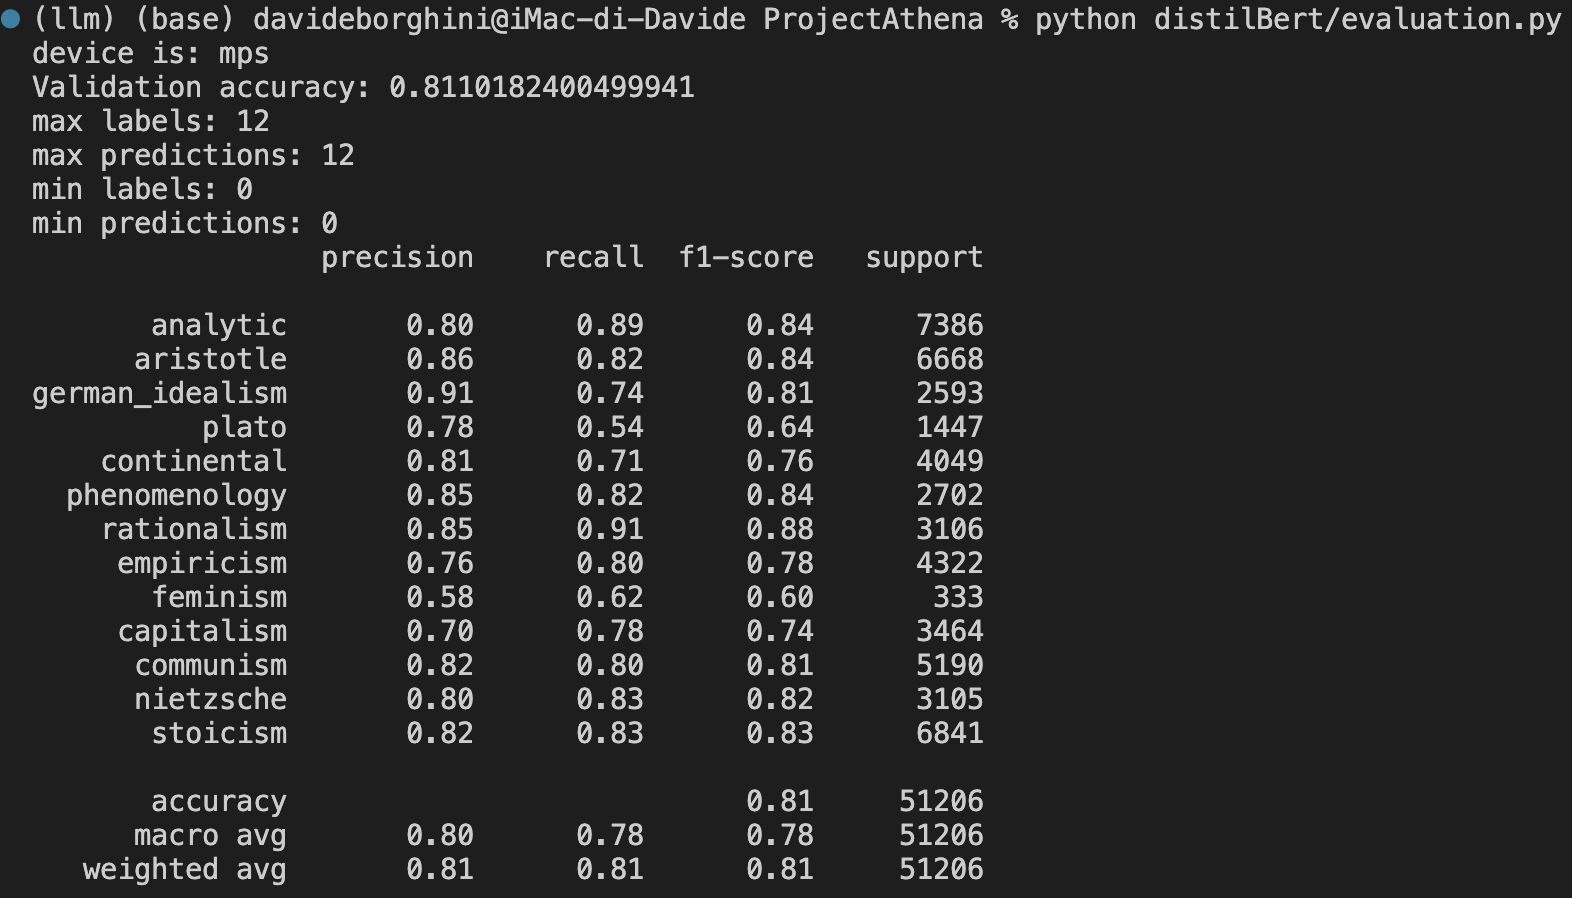 (llm) (base) davideborghini@iMac-di-Davide ProjectAthena % python distilBert/evaluation.py
device is: mps
Validation accuracy: 0.8110182400499941
max labels: 12
max predictions: 12
min labels: 0
min predictions: 0
precision recall f1-score support
analytic 0.80 0.89 0.84 7386
aristotle 0.86 0.82 0.84 6668
german_idealism 0.91 0.74 0.81 2593
plato 0.78 0.54 0.64 1447
continental 0.81 0.71 0.76 4049
phenomenology 0.85 0.82 0.84 2702
rationalism 0.85 0.91 0.88 3106
empiricism 0.76 0.80 0.78 4322
feminism 0.58 0.62 0.60 333
capitalism 0.70 0.78 0.74 3464
communism 0.82 0.80 0.81 5190
nietzsche 0.80 0.83 0.82 3105
stoicism 0.82 0.83 0.83 6841
accuracy 0.81 51206
macro avg 0.80 0.78 0.78 51206
weighted avg 0.81 0.81 0.81 51206